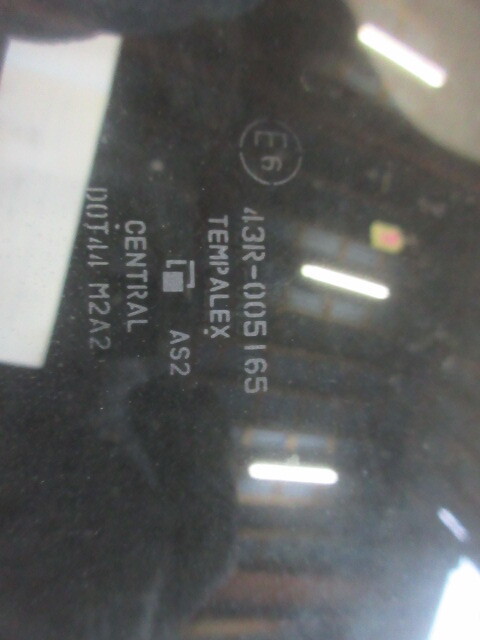 E6
43R-005165
TEMPALEX
AS2
CENTRAL
DOT44 M2A2